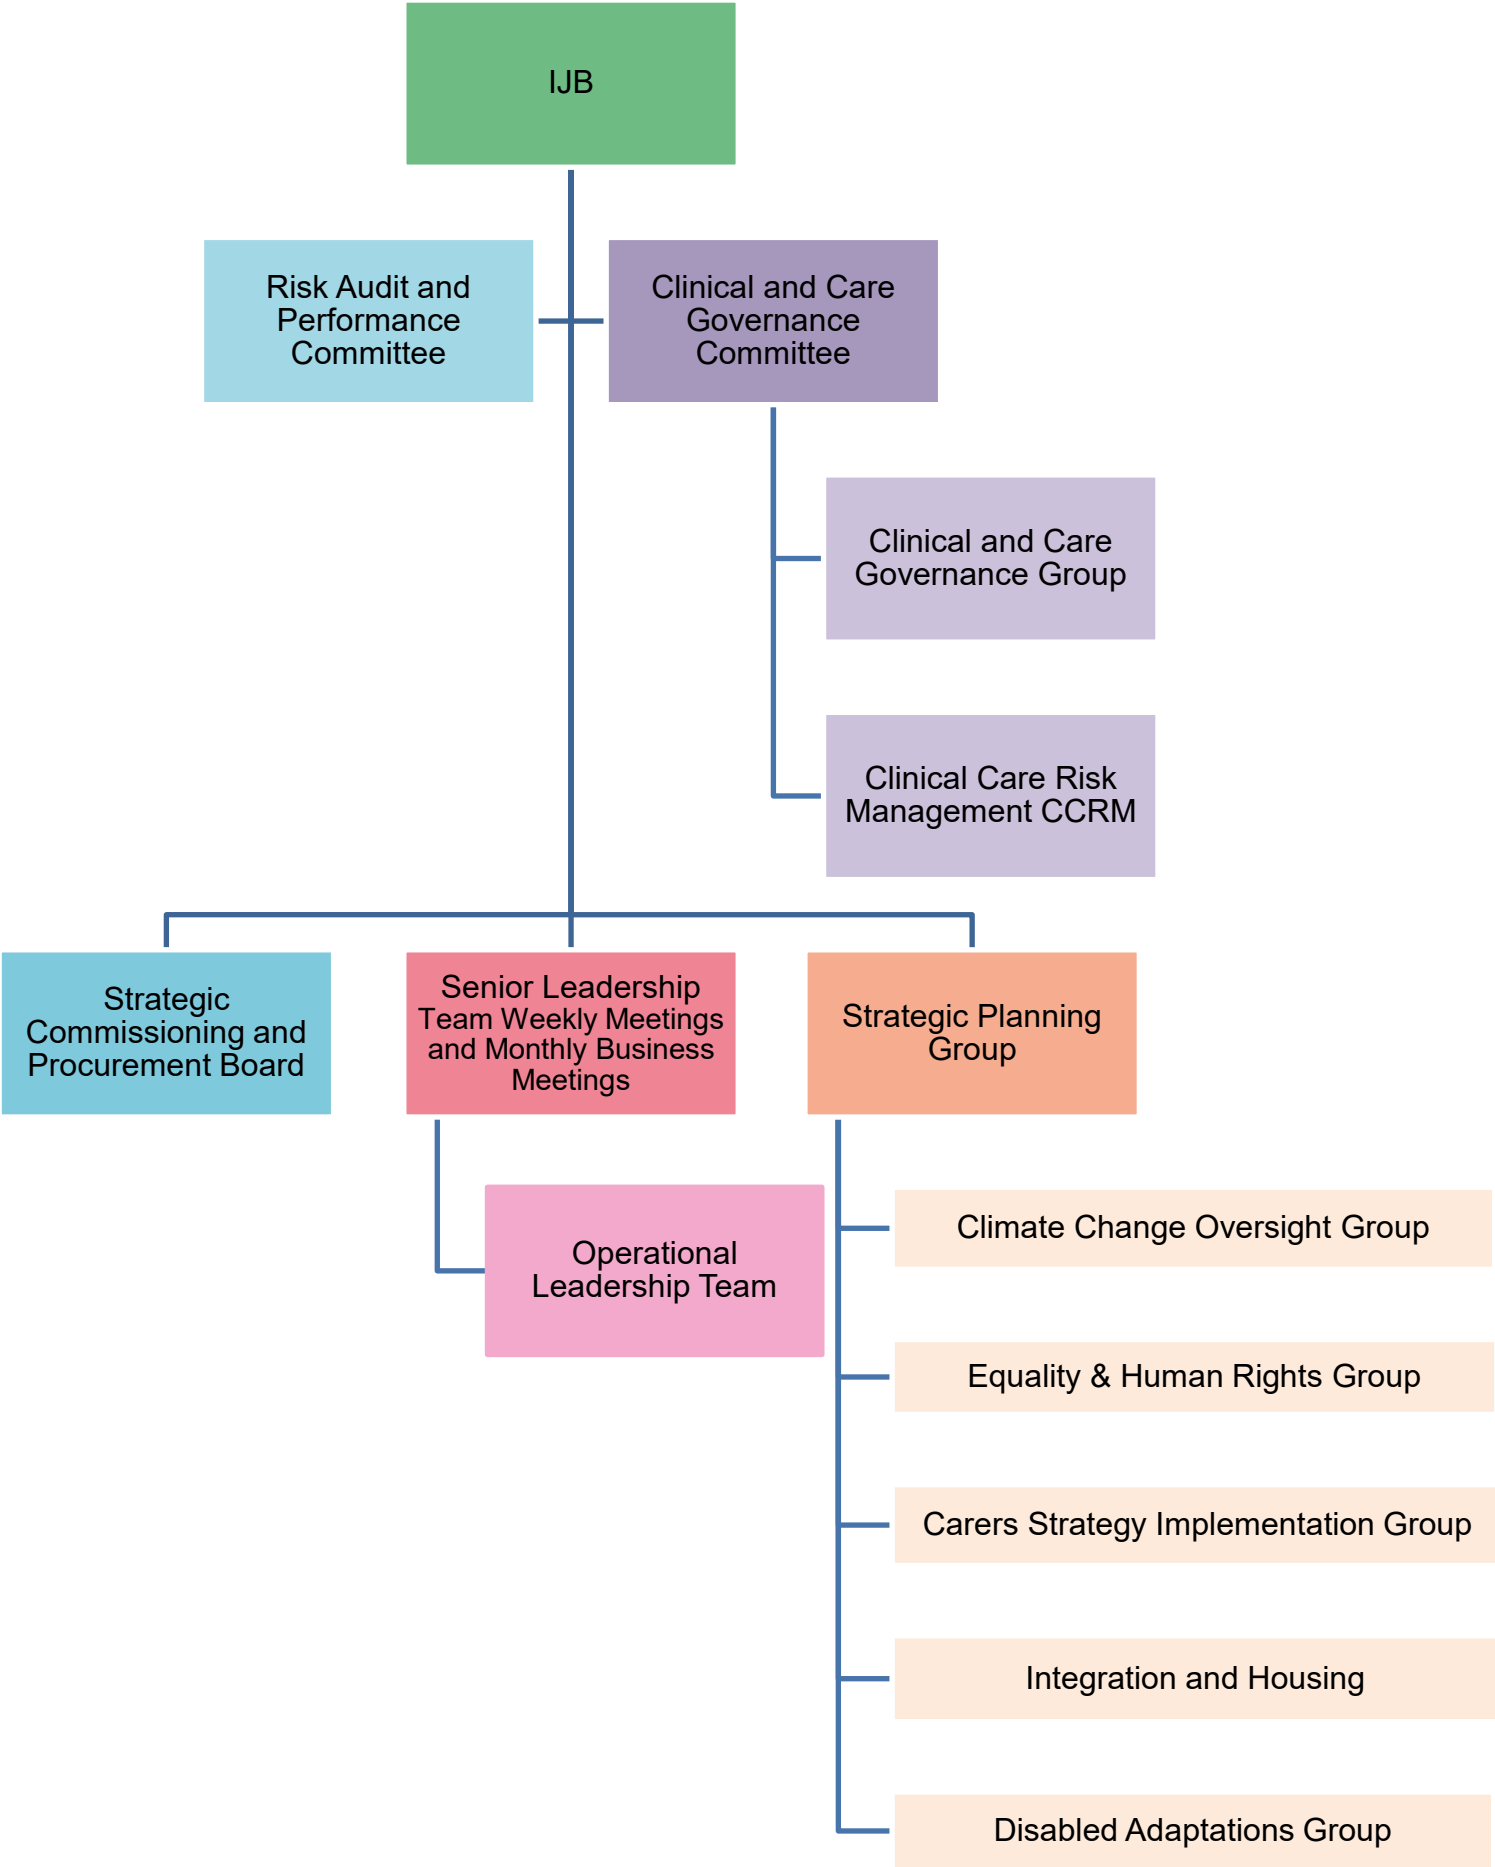 IJB
Risk Audit and
Performance
Committee
Clinical and Care
Governance
Committee
Clinical and Care
Governance Group
Clinical Care Risk
Management CCRM
Strategic
Commissioning and
Procurement Board
Senior Leadership
Team Weekly Meetings
and Monthly Business
Meetings
Strategic Planning
Group
Operational
Leadership Team
Climate Change Oversight Group
Equality & Human Rights Group
Carers Strategy Implementation Group
Integration and Housing
Disabled Adaptations Group